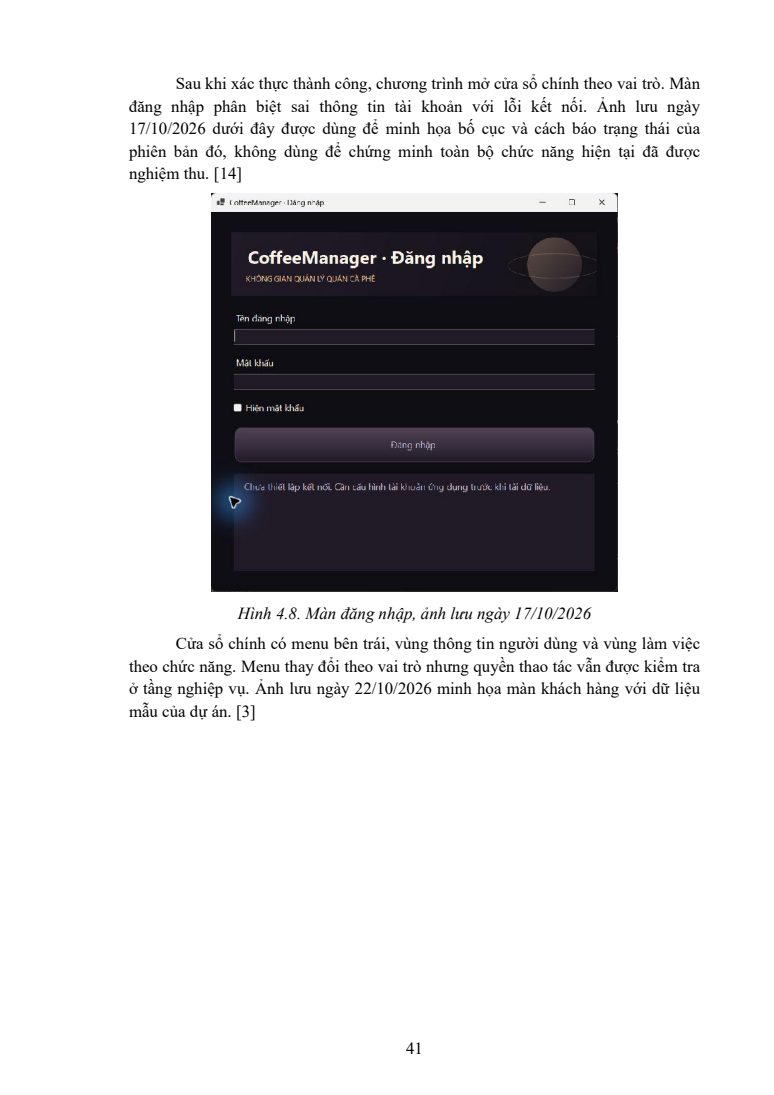 Sau khi xác thực thành công, chương trình mở cửa sổ chính theo vai trò. Màn
đăng nhập phân biệt sai thông tin tài khoản với lỗi kết nối. Ảnh lưu ngày
17/10/2026 dưới đây được dùng để minh họa bố cục và cách báo trạng thái của
phiên bản đó, không dùng để chứng minh toàn bộ chức năng hiện tại đã được
nghiệm thu. [14]
CoffeeManager · Đăng nhập
CoffeeManager · Đăng nhập
KHÔNG GIAN QUẢN LÝ QUÁN CÀ PHÊ
Tên đăng nhập
Mật khẩu
Hiện mật khẩu
Đăng nhập
Chưa thiết lập kết nối. Cần cấu hình tài khoản ứng dụng trước khi tải dữ liệu.
Hình 4.8. Màn đăng nhập, ảnh lưu ngày 17/10/2026
Cửa sổ chính có menu bên trái, vùng thông tin người dùng và vùng làm việc
theo chức năng. Menu thay đổi theo vai trò nhưng quyền thao tác vẫn được kiểm tra
ở tầng nghiệp vụ. Ảnh lưu ngày 22/10/2026 minh họa màn khách hàng với dữ liệu
mẫu của dự án. [3]
41